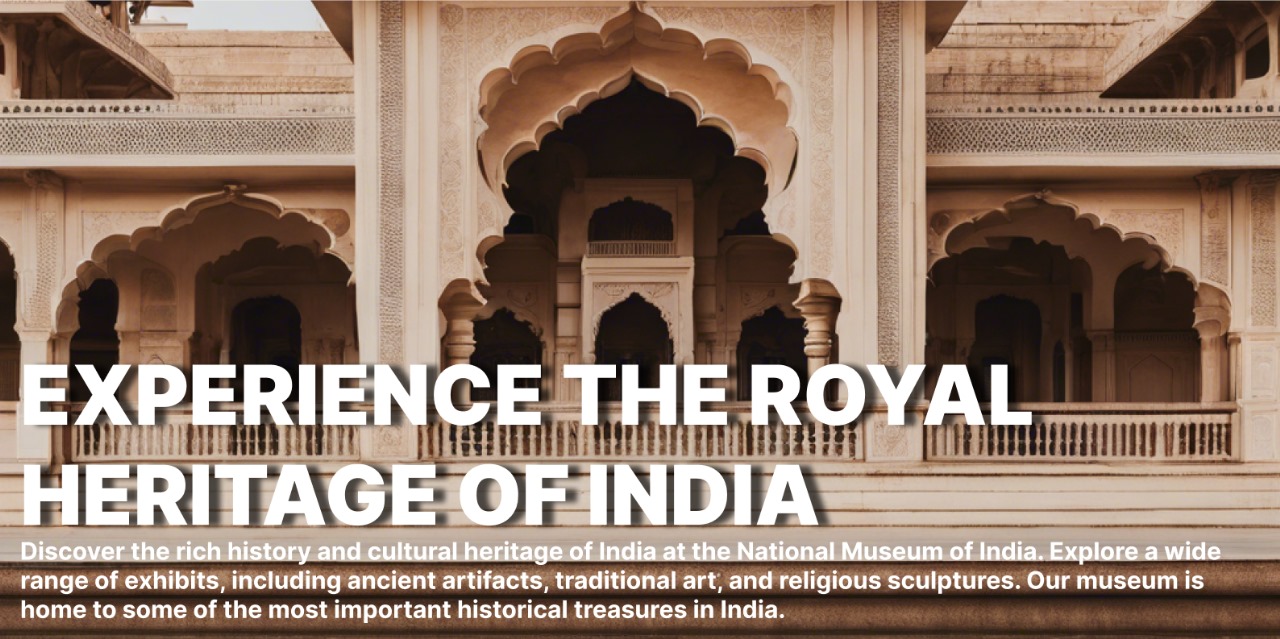 EXPERIENCE THE ROYAL
HERITAGE OF INDIA
Discover the rich history and cultural heritage of India at the National Museum of India. Explore a wide
range of exhibits, including ancient artifacts, traditional art, and religious sculptures. Our museum is
home to some of the most important historical treasures in India.